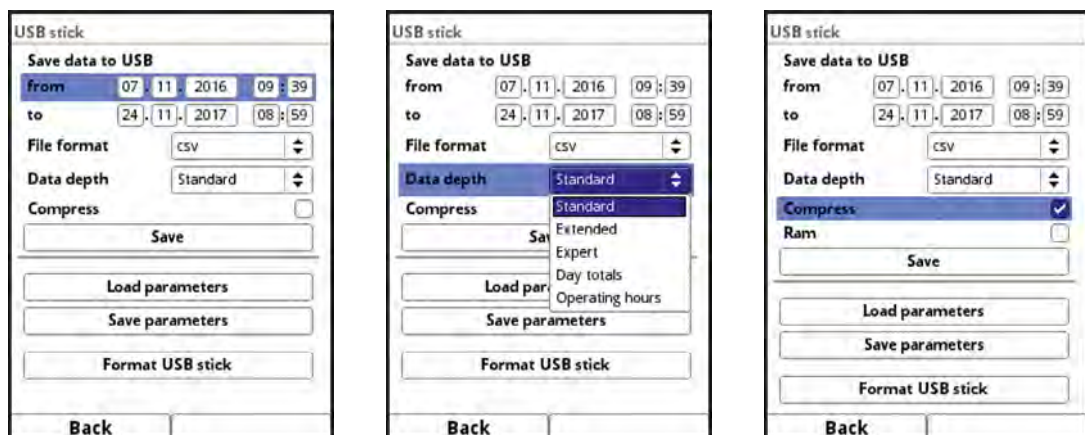 USB stick
Save data to USB
from 07. 11. 2016 09 : 39
to 24. 11. 2017 08 : 59
File format csv
Data depth Standard
Compress
Save
Load parameters
Save parameters
Format USB stick
Back
USB stick
Save data to USB
from 07. 11. 2016 09 : 39
to 24. 11. 2017 08 : 59
File format csv
Data depth Standard
Compress Standard
Extended
Sav
Expert
Day totals
Load par
Operating hours
Save parameters
Format USB stick
Back
USB stick
Save data to USB
from 07. 11. 2016 09 : 39
to 24. 11. 2017 08 : 59
File format csv
Data depth Standard
Compress
Ram
Save
Load parameters
Save parameters
Format USB stick
Back